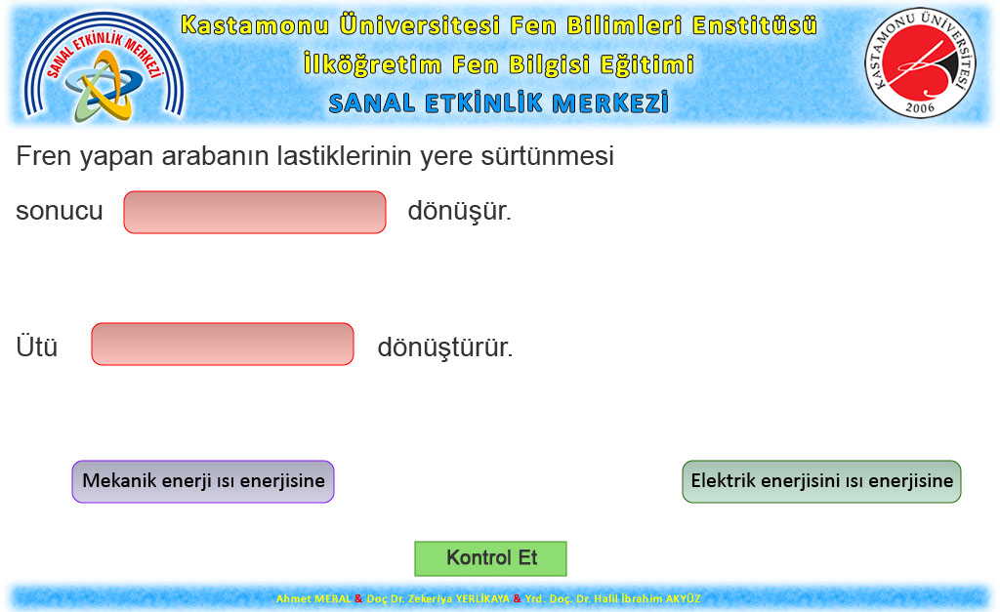 Kastamonu Üniversitesi Fen Bilimleri Enstitüsü
İlköğretim Fen Bilgisi Eğitimi
SANAL ETKİNLİK MERKEZİ
SANAL ETKİNLİK MERKEZİ
KASTAMONU ÜNİVERSİTESİ
2006
Fren yapan arabanın lastiklerinin yere sürtünmesi
sonucu dönüşür.
Ütü dönüştürür.
Mekanik enerji ısı enerjisine
Elektrik enerjisini ısı enerjisine
Kontrol Et
Ahmet MERAL & Doç Dr. Zekeriya YERLİKAYA & Yrd. Doç. Dr. Halil İbrahim AKYÜZ